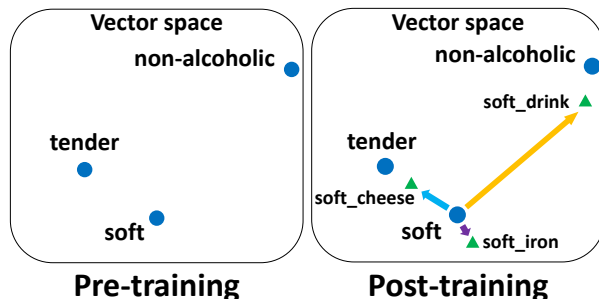 Vector space
non-alcoholic
tender
soft
Pre-training
Vector space
non-alcoholic
soft_drink
tender
soft_cheese
soft
soft_iron
Post-training